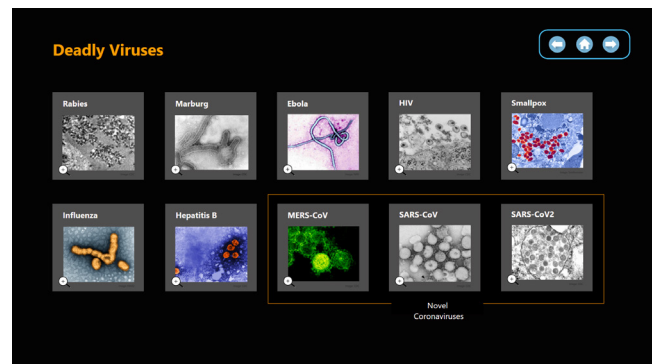 Deadly Viruses
Rabies
Marburg
Ebola
HIV
Smallpox
Influenza
Hepatitis B
MERS-CoV
SARS-CoV
SARS-CoV2
Novel
Coronaviruses